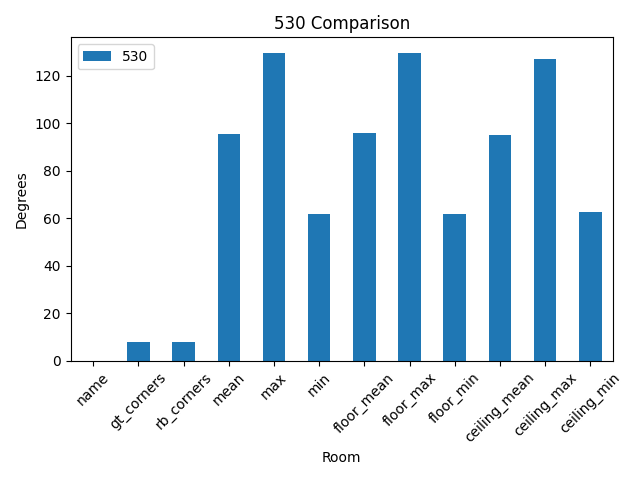 530 Comparison
530
Degrees
120
100
80
60
40
20
0
name
gt_corners
rb_corners
mean
max
min
floor_mean
floor_max
floor_min
ceiling_mean
ceiling_max
ceiling_min
Room